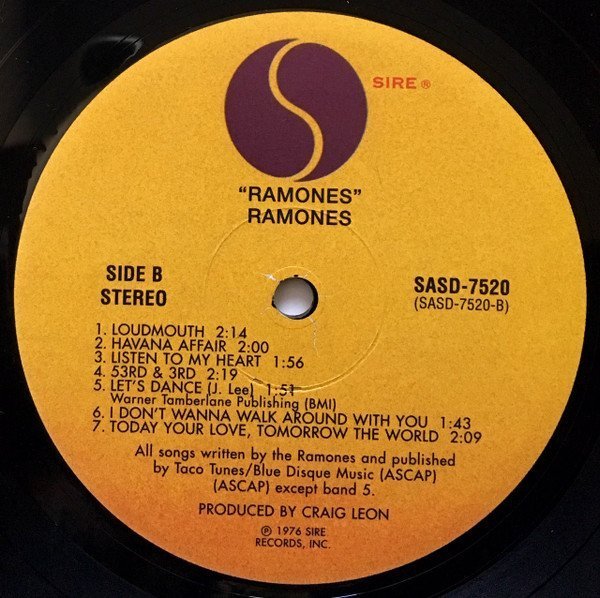 SIRE ®
“RAMONES”
RAMONES
SIDE B
STEREO
SASD-7520
(SASD-7520-B)
1. LOUDMOUTH 2:14
2. HAVANA AFFAIR 2:00
3. LISTEN TO MY HEART 1:56
4. 53RD & 3RD 2:19
5. LET'S DANCE (J. Lee) 1:51
Warner Tamberlane Publishing (BMI)
6. I DON'T WANNA WALK AROUND WITH YOU 1:43
7. TODAY YOUR LOVE, TOMORROW THE WORLD 2:09
All songs written by the Ramones and published
by Taco Tunes/Blue Disque Music (ASCAP)
(ASCAP) except band 5.
PRODUCED BY CRAIG LEON
℗ 1976 SIRE
RECORDS, INC.